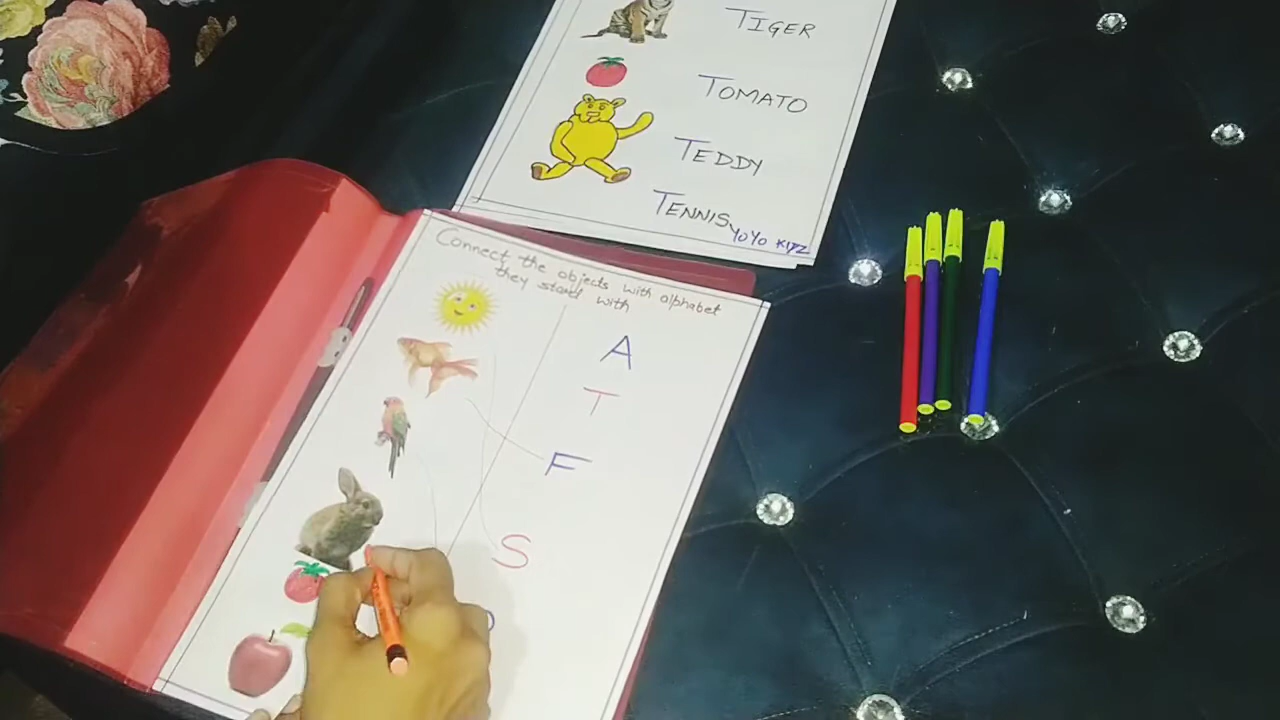 TIGER
TOMATO
TEDDY
TENNIS
YOYO KIDZ
Connect the objects with alphabet
they stand with
A
T
F
S
P